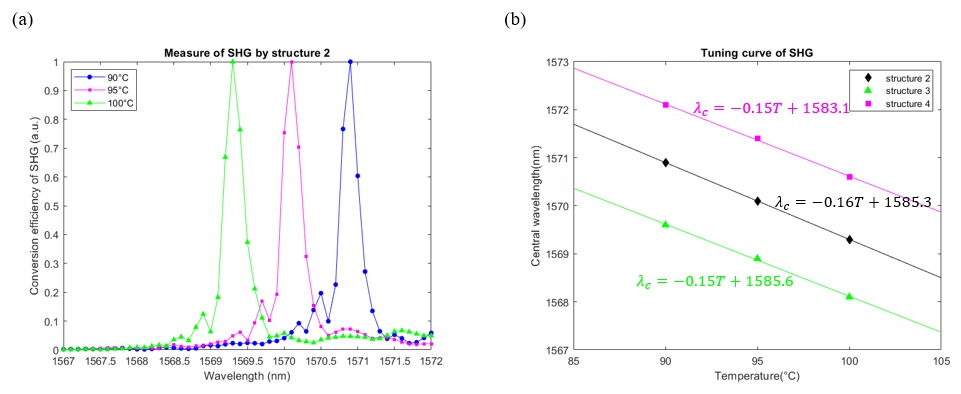 (a)
(b)
Measure of SHG by structure 2
1
0.9
0.8
0.7
0.6
0.5
0.4
0.3
0.2
0.1
0
Conversion efficiency of SHG (a.u.)
90°C
95°C
100°C
1567
1567.5
1568
1568.5
1569
1569.5
1570
1570.5
1571
1571.5
1572
Wavelength (nm)
Tuning curve of SHG
1573
1572
1571
1570
1569
1568
1567
Central wavelength(nm)
structure 2
structure 3
structure 4
λc = −0.15T + 1583.1
λc = −0.16T + 1585.3
λc = −0.15T + 1585.6
85
90
95
100
105
Temperature(°C)